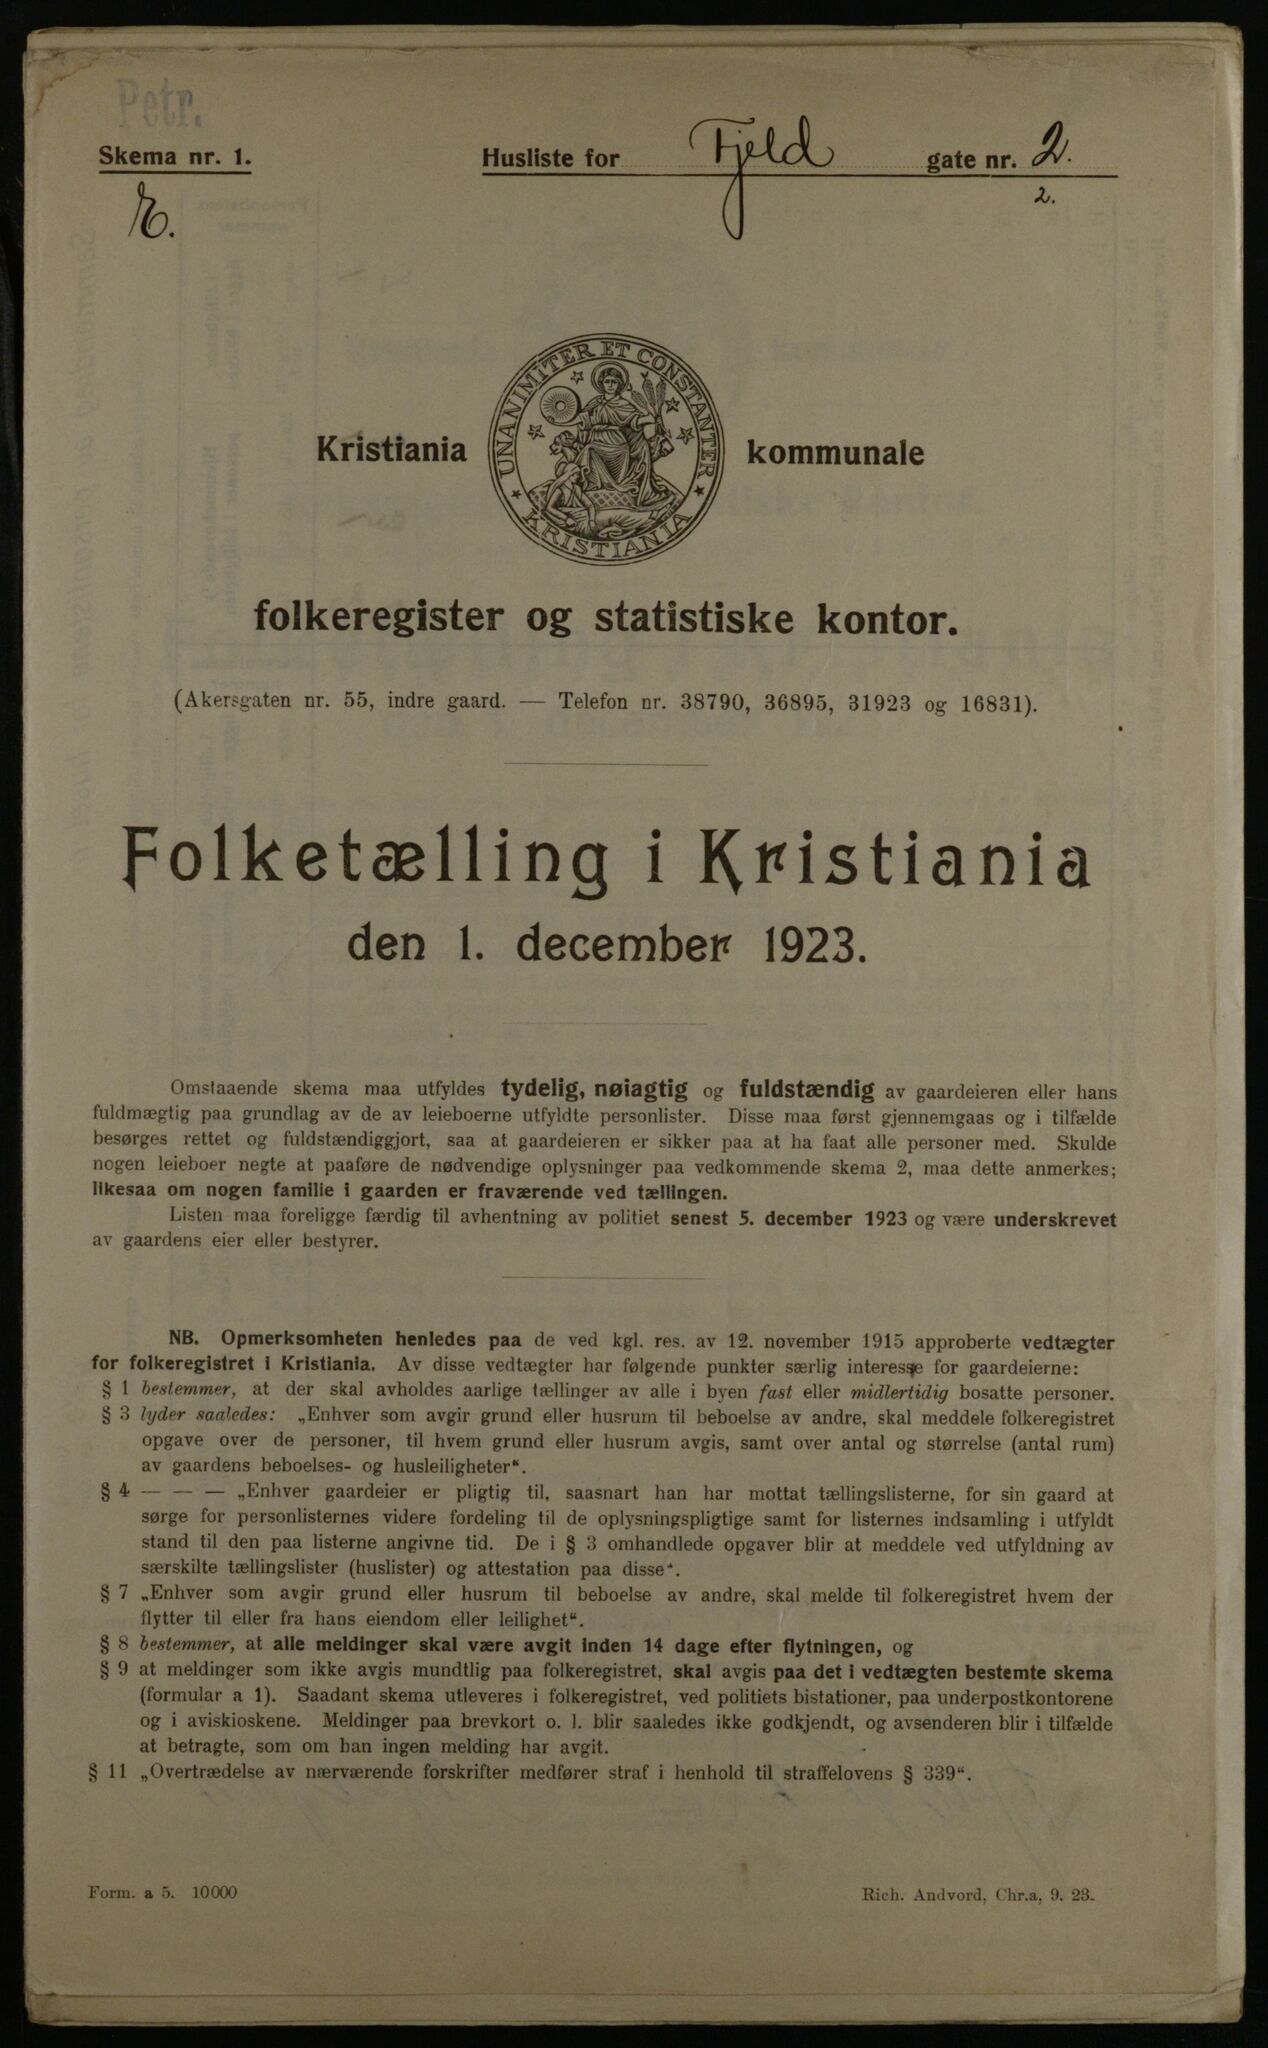 Petr.
Skema nr. 1.
Husliste for Fjeld gate nr. 2.
2.
E.
UNANIMITER ET CONSTANTER
KRISTIANIA
Kristiania kommunale
folkeregister og statistiske kontor.
(Akersgaten nr. 55, indre gaard. — Telefon nr. 38790, 36895, 31923 og 16831).
Folketælling i Kristiania
den 1. december 1923.
Omstaaende skema maa utfyldes tydelig, nøiagtig og fuldstændig av gaardeieren eller hans
fuldmægtig paa grundlag av de av leieboerne utfyldte personlister. Disse maa først gjennemgaas og i tilfælde
besørges rettet og fuldstændiggjort, saa at gaardeieren er sikker paa at ha faat alle personer med. Skulde
nogen leieboer negte at paaføre de nødvendige oplysninger paa vedkommende skema 2, maa dette anmerkes;
likesaa om nogen familie i gaarden er fraværende ved tællingen.
Listen maa foreligge færdig til avhentning av politiet senest 5. december 1923 og være underskrevet
av gaardens eier eller bestyrer.
NB. Opmerksomheten henledes paa de ved kgl. res. av 12. november 1915 approberte vedtægter
for folkeregistret i Kristiania. Av disse vedtægter har følgende punkter særlig interesse for gaardeierne:
§ 1 bestemmer, at der skal avholdes aarlige tællinger av alle i byen fast eller midlertidig bosatte personer.
§ 3 lyder saaledes: „Enhver som avgir grund eller husrum til beboelse av andre, skal meddele folkeregistret
opgave over de personer, til hvem grund eller husrum avgis, samt over antal og størrelse (antal rum)
av gaardens beboelses- og husleiligheter“.
§ 4 — — — „Enhver gaardeier er pligtig til, saasnart han har mottat tællingslisterne, for sin gaard at
sørge for personlisternes videre fordeling til de oplysningspligtige samt for listernes indsamling i utfyldt
stand til den paa listerne angivne tid. De i § 3 omhandlede opgaver blir at meddele ved utfyldning av
særskilte tællingslister (huslister) og attestation paa disse“.
§ 7 „Enhver som avgir grund eller husrum til beboelse av andre, skal melde til folkeregistret hvem der
flytter til eller fra hans eiendom eller leilighet“.
§ 8 bestemmer, at alle meldinger skal være avgit inden 14 dage efter flytningen, og
§ 9 at meldinger som ikke avgis mundtlig paa folkeregistret, skal avgis paa det i vedtægten bestemte skema
(formular a 1). Saadant skema utleveres i folkeregistret, ved politiets bistationer, paa underpostkontorene
og i aviskioskene. Meldinger paa brevkort o. l. blir saaledes ikke godkjendt, og avsenderen blir i tilfælde
at betragte, som om han ingen melding har avgit.
§ 11 „Overtrædelse av nærværende forskrifter medfører straf i henhold til straffelovens § 339“.
Form. a 5. 10000
Rich. Andvord, Chr.a, 9. 23.